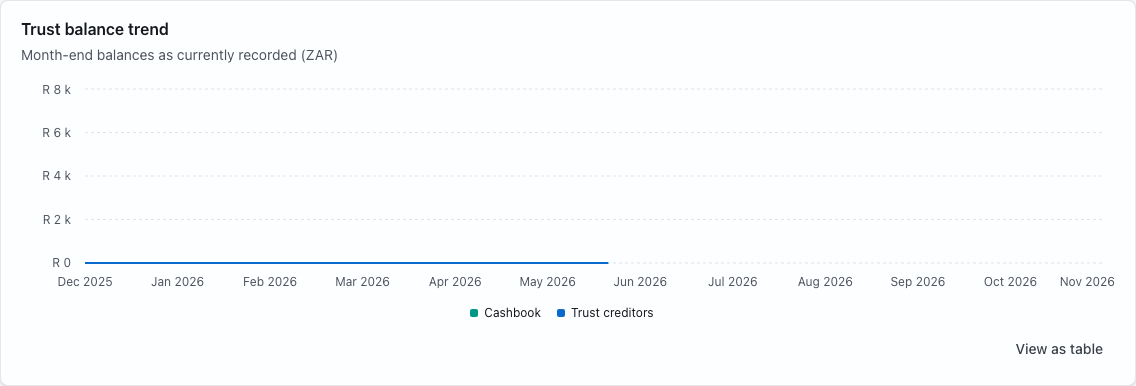 Trust balance trend
Month-end balances as currently recorded (ZAR)
R 8 k
R 6 k
R 4 k
R 2 k
R 0
Dec 2025 Jan 2026 Feb 2026 Mar 2026 Apr 2026 May 2026 Jun 2026 Jul 2026 Aug 2026 Sep 2026 Oct 2026 Nov 2026
Cashbook Trust creditors
View as table